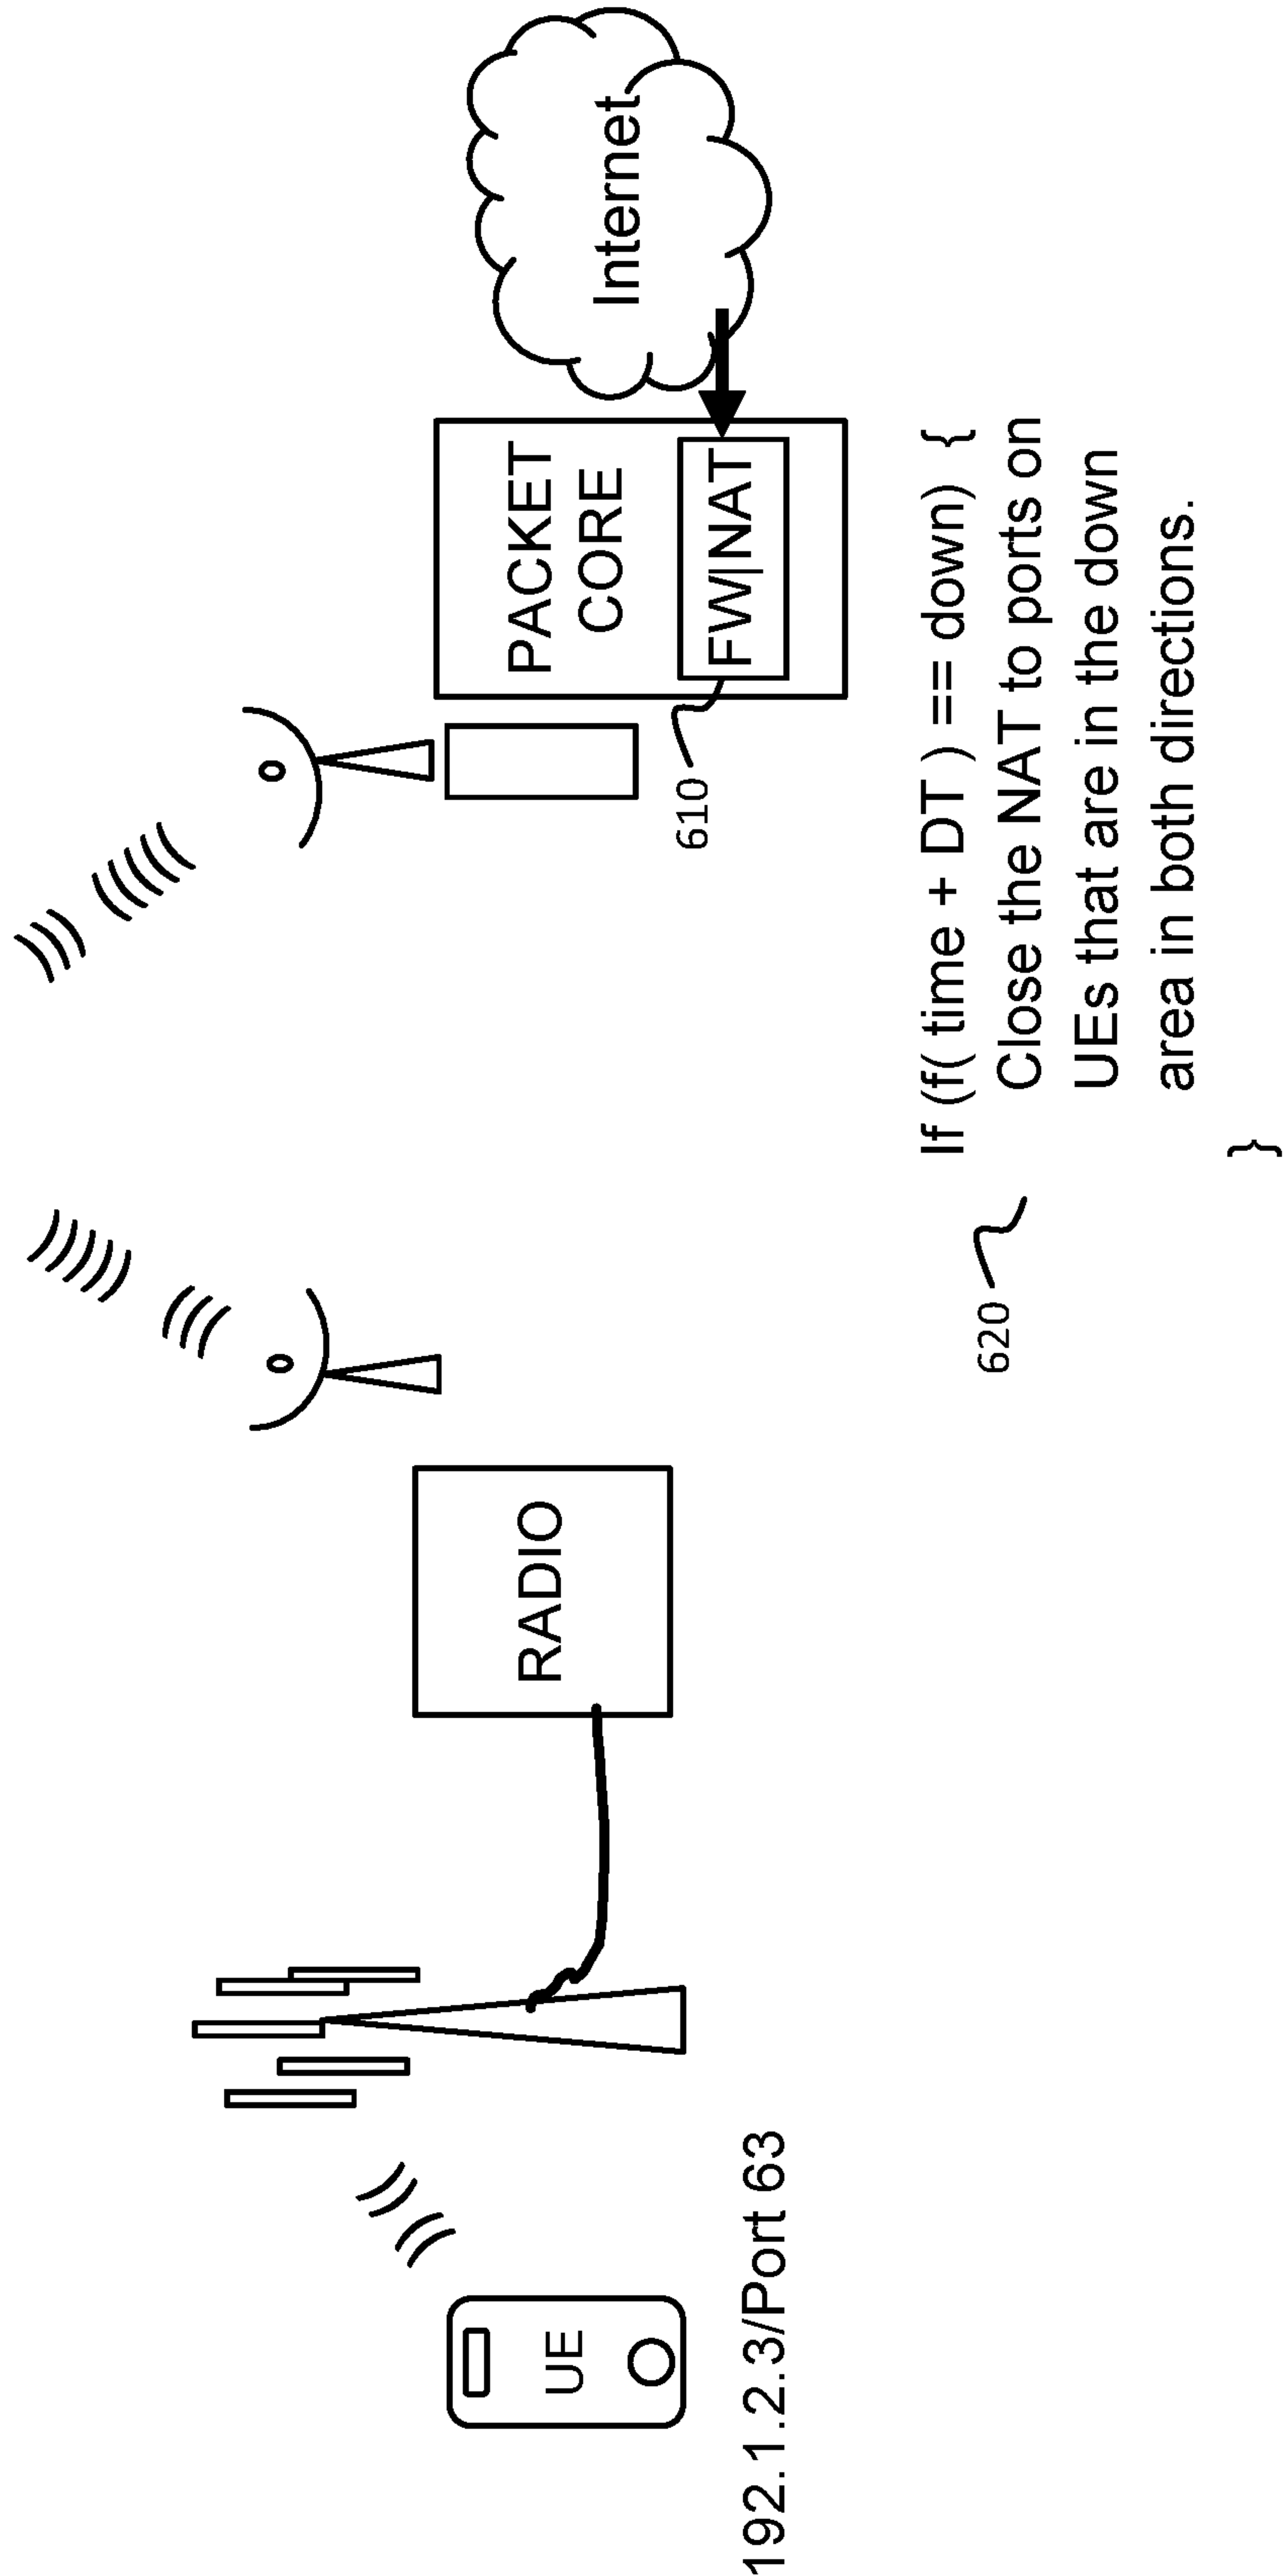 UE
192.1.2.3/Port 63
RADIO
PACKET
CORE
FW|NAT
610
Internet
620
If (f( time + DT ) == down) {
Close the NAT to ports on
UEs that are in the down
area in both directions.
}